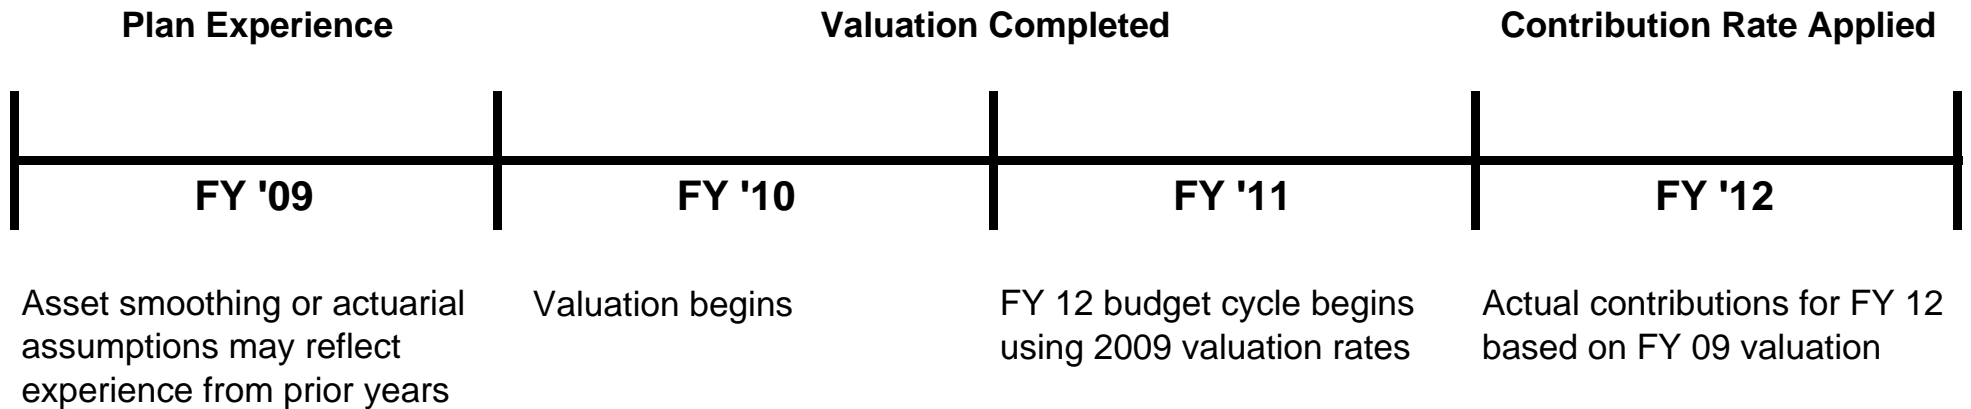 Plan Experience
Valuation Completed
Contribution Rate Applied
FY '09
FY '10
FY '11
FY '12
Asset smoothing or actuarial
assumptions may reflect
experience from prior years
Valuation begins
FY 12 budget cycle begins
using 2009 valuation rates
Actual contributions for FY 12
based on FY 09 valuation